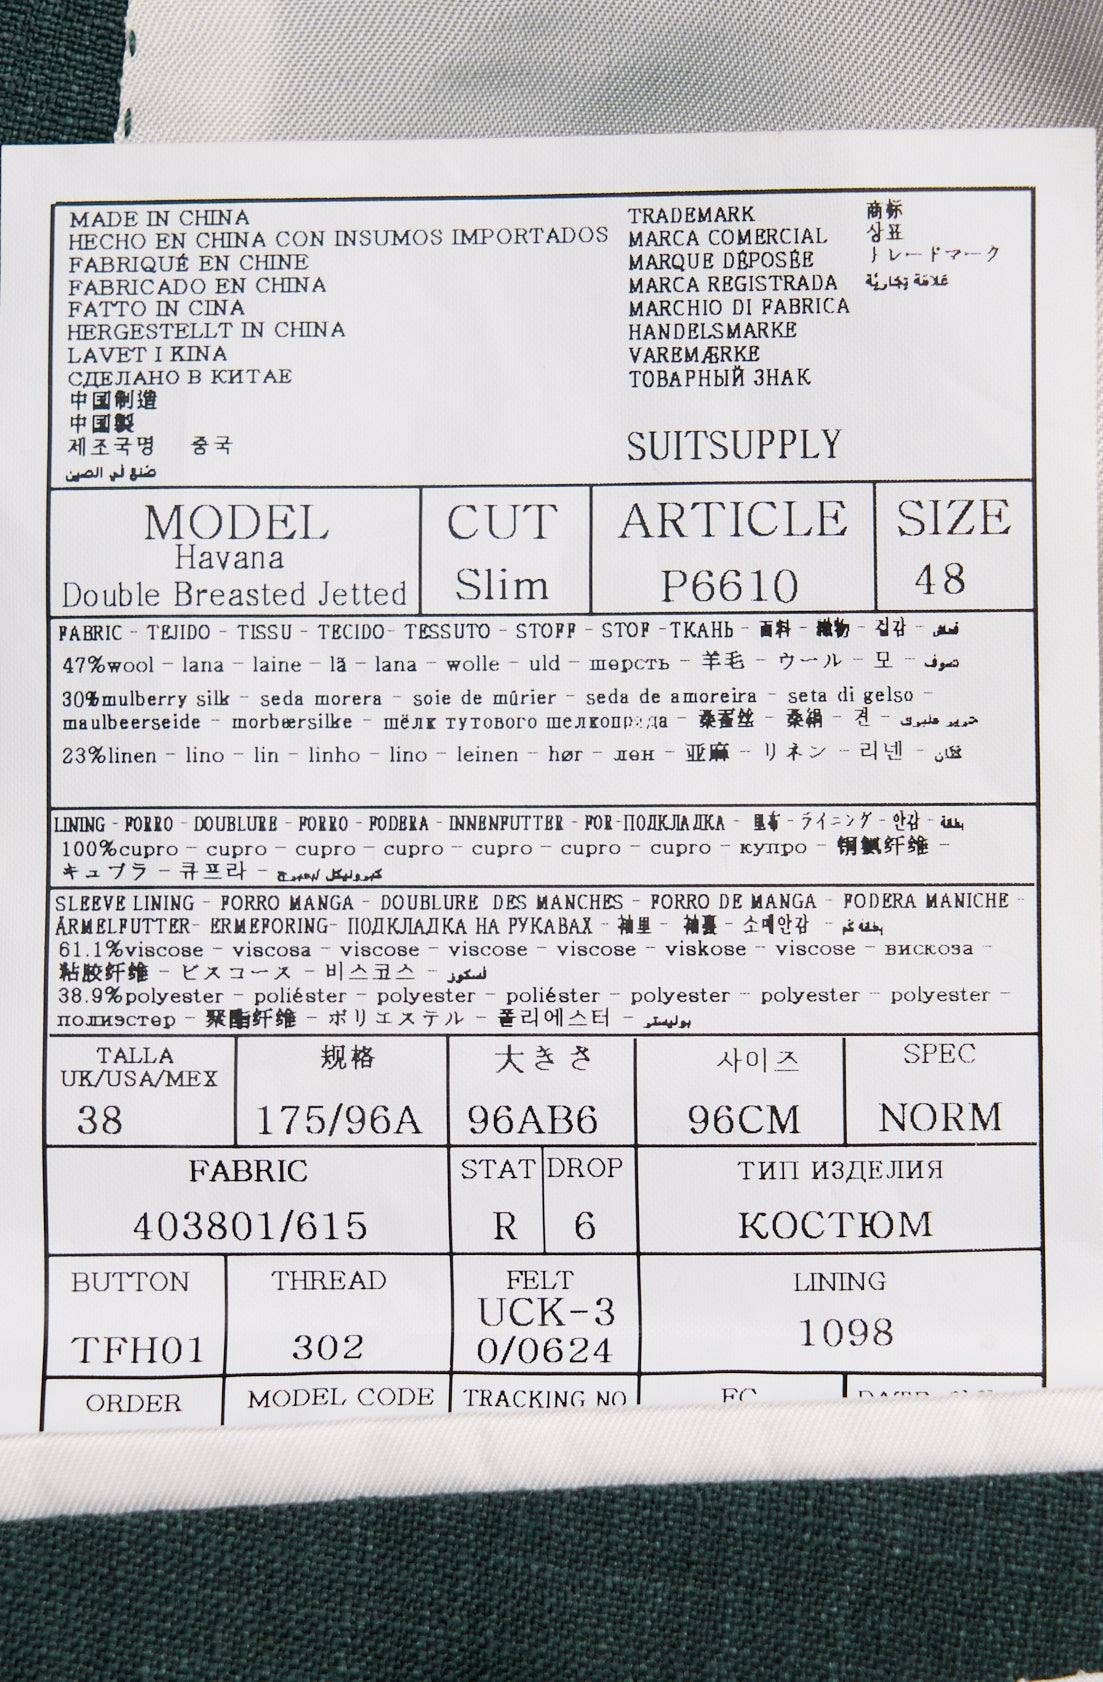 MADE IN CHINA
HECHO EN CHINA CON INSUMOS IMPORTADOS
FABRIQUÉ EN CHINE
FABRICADO EN CHINA
FATTO IN CINA
HERGESTELLT IN CHINA
LAVET I KINA
СДЕЛАНО В КИТАЕ
中国制造
中国製
제조국명 중국
صنع في الصين
TRADEMARK 商标
MARCA COMERCIAL 상표
MARQUE DÉPOSÉE トレードマーク
MARCA REGISTRADA علامة تجارية
MARCHIO DI FABRICA
HANDELSMARKE
VAREMÆRKE
ТОВАРНЫЙ ЗНАК
SUITSUPPLY
MODEL CUT ARTICLE SIZE
Havana
Double Breasted Jetted Slim P6610 48
FABRIC - TEJIDO - TISSU - TECIDO- TESSUTO - STOFF - STOF -ТКАНЬ - 面料 - 織物 - 겉감 - قماش
47%wool - lana - laine - lã - lana - wolle - uld - шерсть - 羊毛 - ウール - 모 - صوف
30%mulberry silk - seda morera - soie de mûrier - seda de amoreira - seta di gelso -
maulbeerseide - morbærsilke - шёлк тутового шелкопряда - 桑蚕丝 - 桑絹 - 견 -
23%linen - lino - lin - linho - lino - leinen - hør - лен - 亚麻 - リネン - 리넨 - كتان
LINING - FORRO - DOUBLURE - FORRO - FODERA - INNENFUTTER - FOR-ПОДКЛАДКА - 里布 - ライニング - 안감 -
100%cupro - cupro - cupro - cupro - cupro - cupro - cupro - купро - 铜氨纤维 -
キュプラ - 큐프라 -
SLEEVE LINING - FORRO MANGA - DOUBLURE DES MANCHES - FORRO DE MANGA - FODERA MANICHE -
ÄRMELFUTTER- ERMEFORING- ПОДКЛАДКА НА РУКАВАХ - 袖里 - 袖裏 - 소매안감 -
61.1%viscose - viscosa - viscose - viscose - viscose - viskose - viscose - вискоза -
粘胶纤维 - ビスコース - 비스코스 -
38.9%polyester - poliéster - polyester - poliéster - polyester - polyester - polyester -
полиэстер - 聚酯纤维 - ポリエステル - 폴리에스터 - بوليستر
TALLA
UK/USA/MEX 规格 大きさ 사이즈 SPEC
38 175/96A 96AB6 96CM NORM
FABRIC STAT DROP ТИП ИЗДЕЛИЯ
403801/615 R 6 КОСТЮМ
BUTTON THREAD FELT LINING
TFH01 302 UCK-3
0/0624 1098
ORDER MODEL CODE TRACKING NO